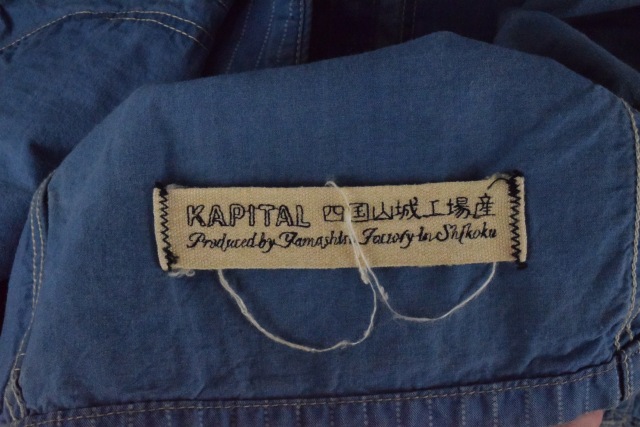 KAPITAL 四国山城工場産
Produced by Yamashiro Factory in Shikoku